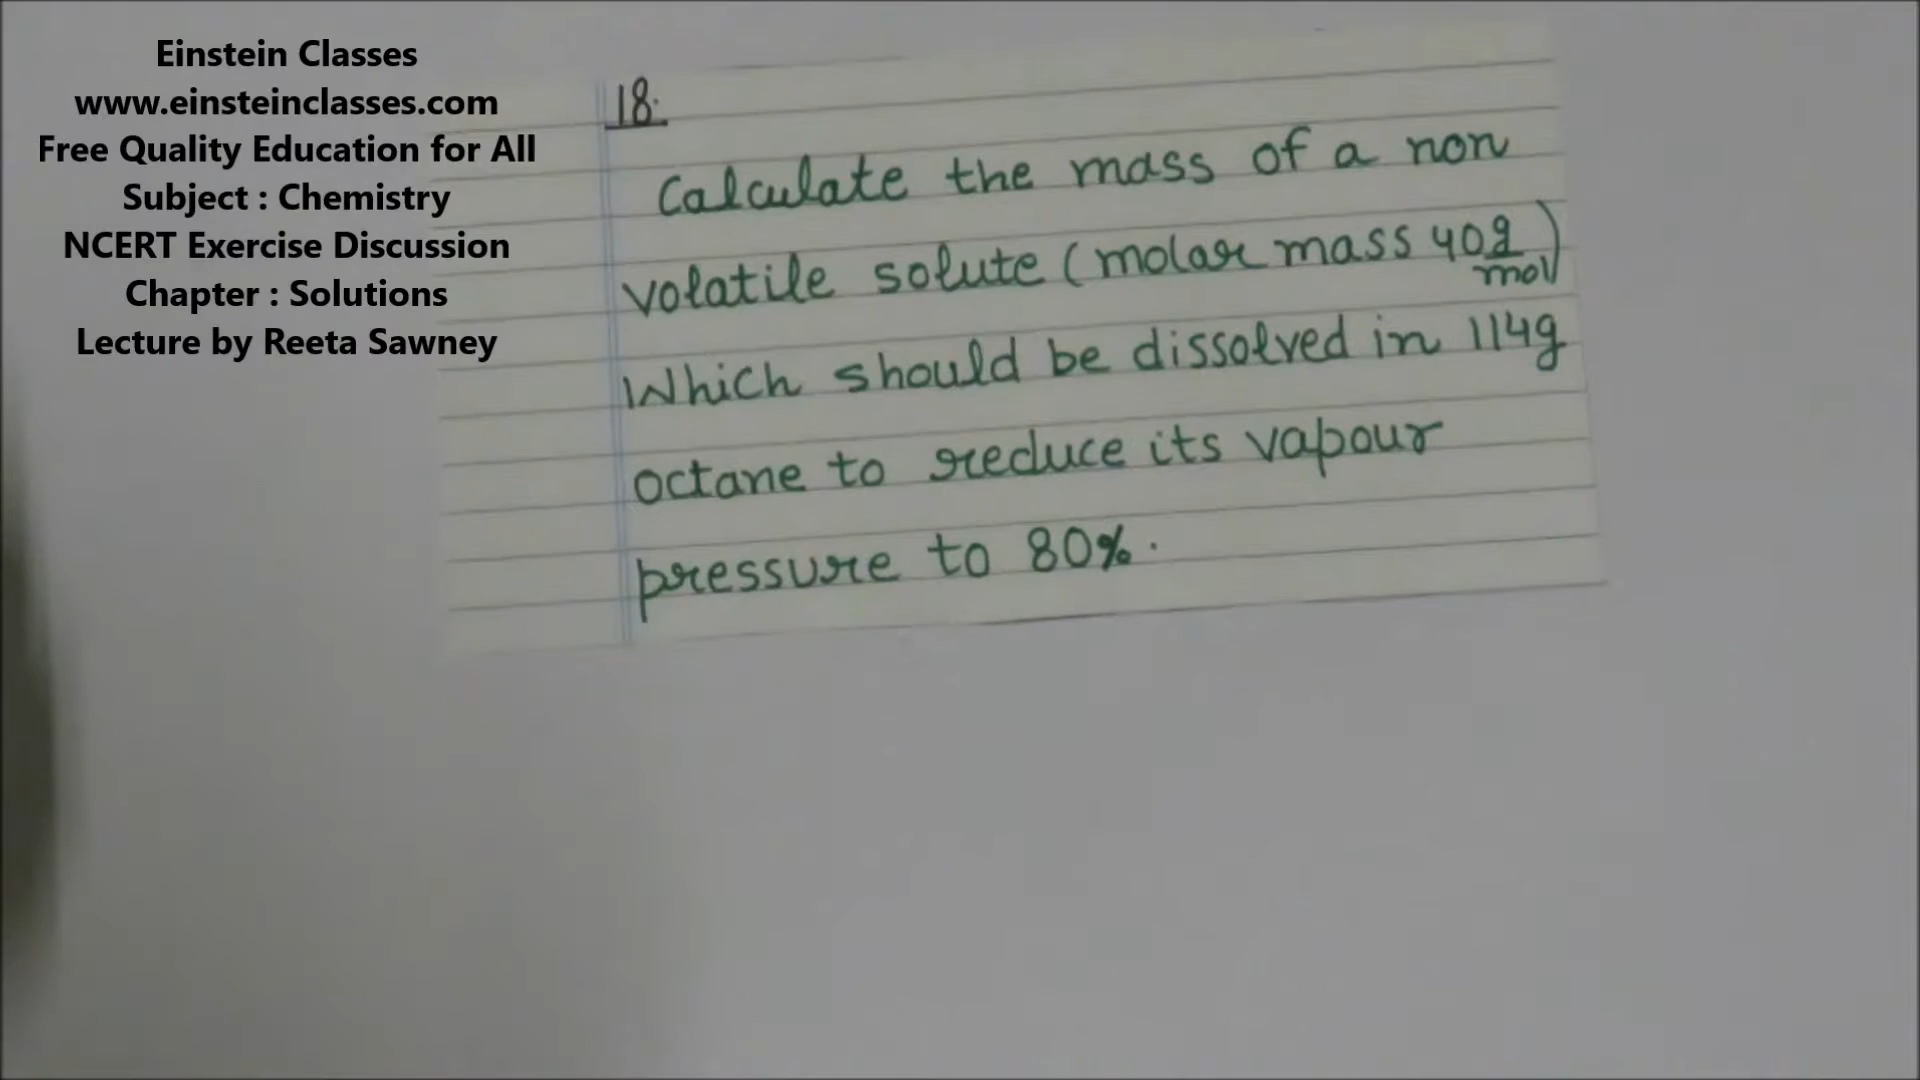 Einstein Classes
www.einsteinclasses.com
Free Quality Education for All
Subject : Chemistry
NCERT Exercise Discussion
Chapter : Solutions
Lecture by Reeta Sawney
18.
Calculate the mass of a non
volatile solute (molar mass 40 g/mol)
Which should be dissolved in 114g
octane to reduce its vapour
pressure to 80%.